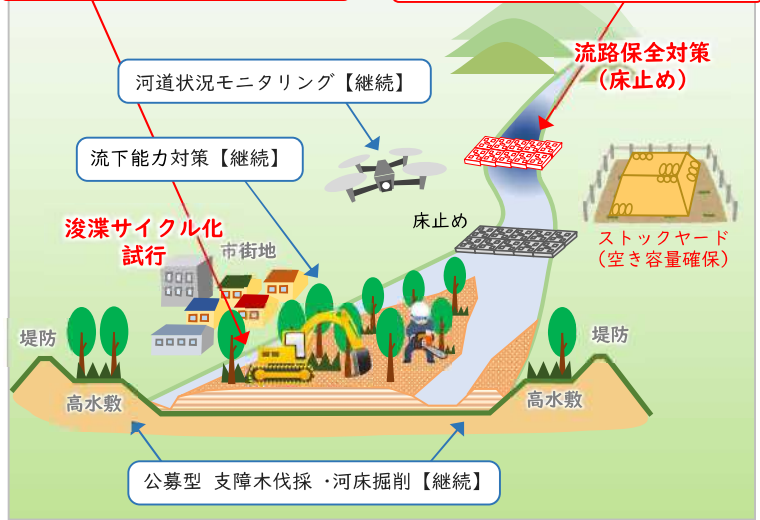 流路保全対策
（床止め）
河道状況モニタリング【継続】
流下能力対策【継続】
浚渫サイクル化
試行
市街地
床止め
ストックヤード
（空き容量確保）
堤防
堤防
高水敷
高水敷
公募型 支障木伐採 ・河床掘削【継続】